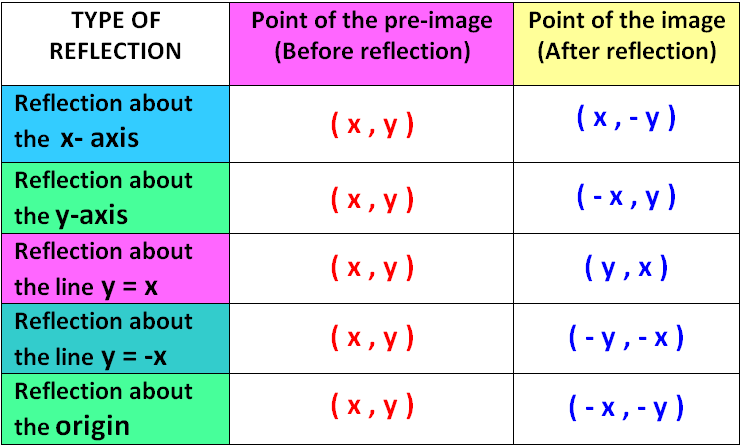 TYPE OF
REFLECTION
Point of the pre-image
(Before reflection)
Point of the image
(After reflection)
Reflection about
the x- axis
( x , y )
( x , - y )
Reflection about
the y-axis
( x , y )
( - x , y )
Reflection about
the line y = x
( x , y )
( y , x )
Reflection about
the line y = -x
( x , y )
( - y , - x )
Reflection about
the origin
( x , y )
( - x , - y )